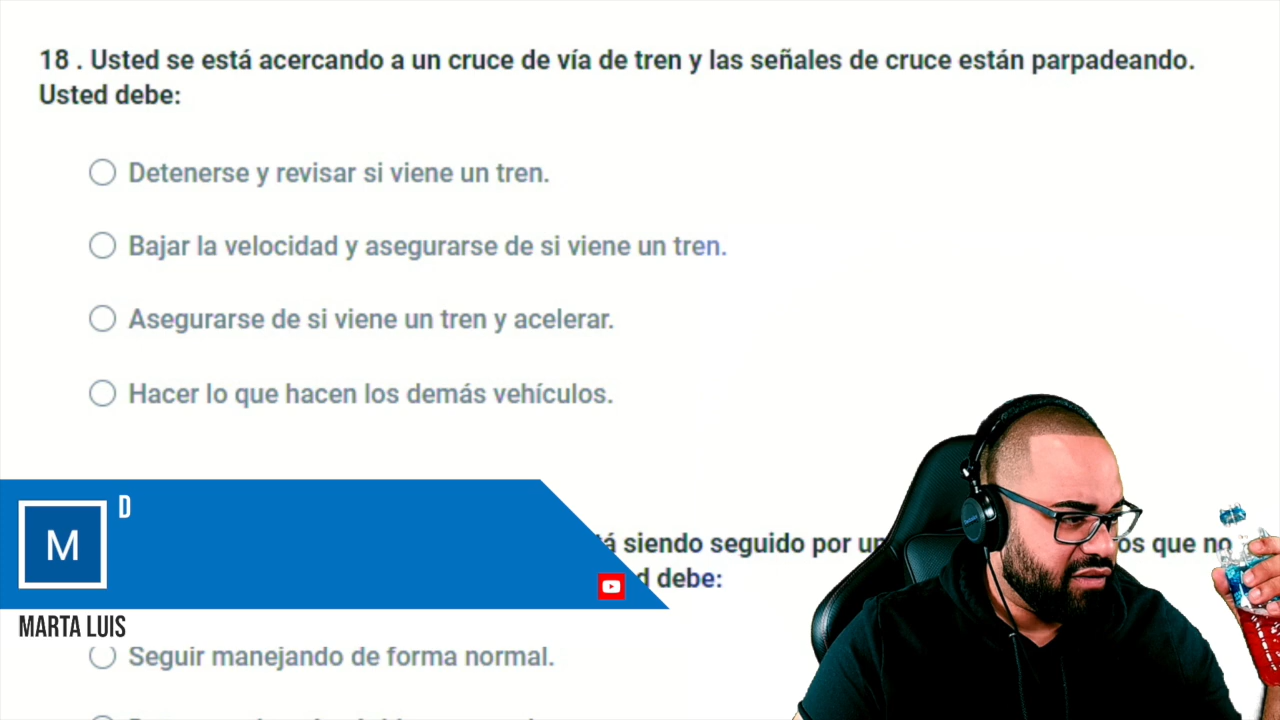 18 . Usted se está acercando a un cruce de vía de tren y las señales de cruce están parpadeando.
Usted debe:
Detenerse y revisar si viene un tren.
Bajar la velocidad y asegurarse de si viene un tren.
Asegurarse de si viene un tren y acelerar.
Hacer lo que hacen los demás vehículos.
D
M
siendo seguido por
que no
debe:
MARTA LUIS
Seguir manejando de forma normal.